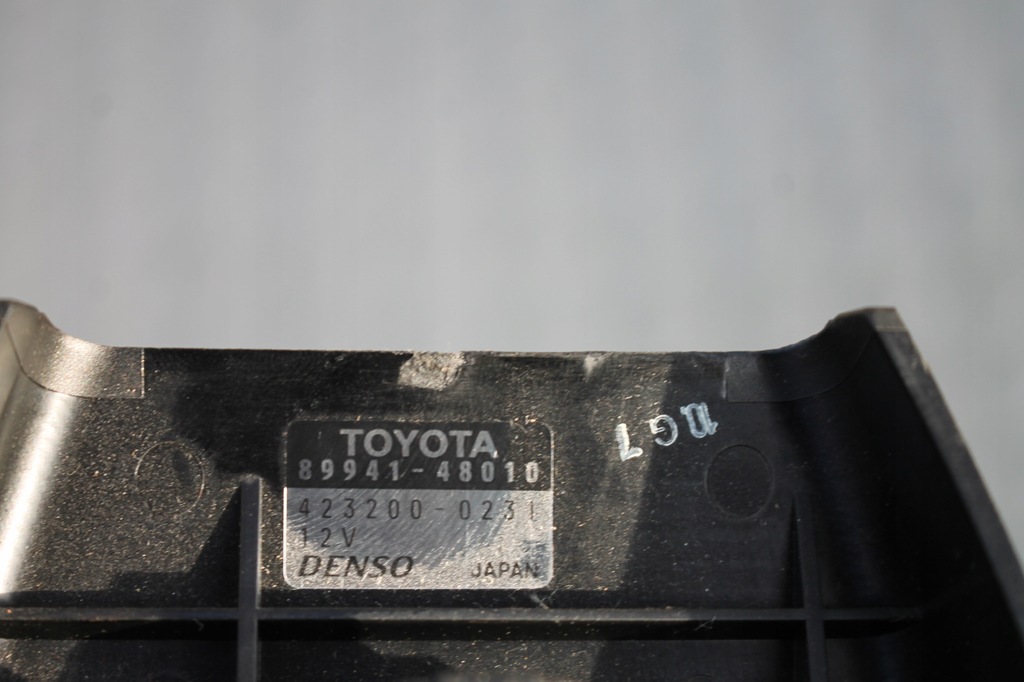 TOYOTA
89941-48010
423200-0231
12V
DENSO JAPAN